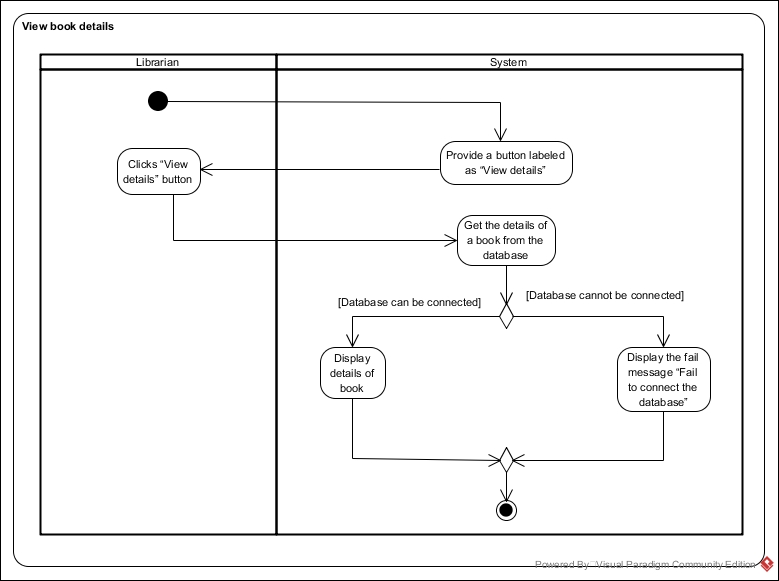 View book details
Librarian
System
Provide a button labeled
as “View details”
Clicks “View
details” button
Get the details of
a book from the
database
[Database can be connected]
[Database cannot be connected]
Display
details of
book
Display the fail
message “Fail
to connect the
database”
Powered By Visual Paradigm Community Edition